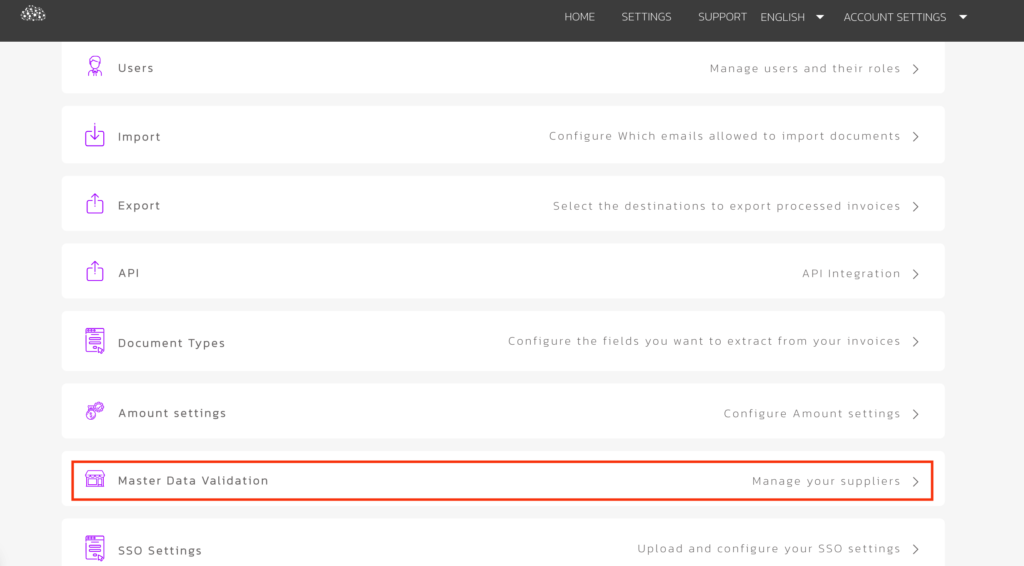 HOME SETTINGS SUPPORT ENGLISH ACCOUNT SETTINGS
Users Manage users and their roles
Import Configure Which emails allowed to import documents
Export Select the destinations to export processed invoices
API API Integration
Document Types Configure the fields you want to extract from your invoices
Amount settings Configure Amount settings
Master Data Validation Manage your suppliers
SSO Settings Upload and configure your SSO settings